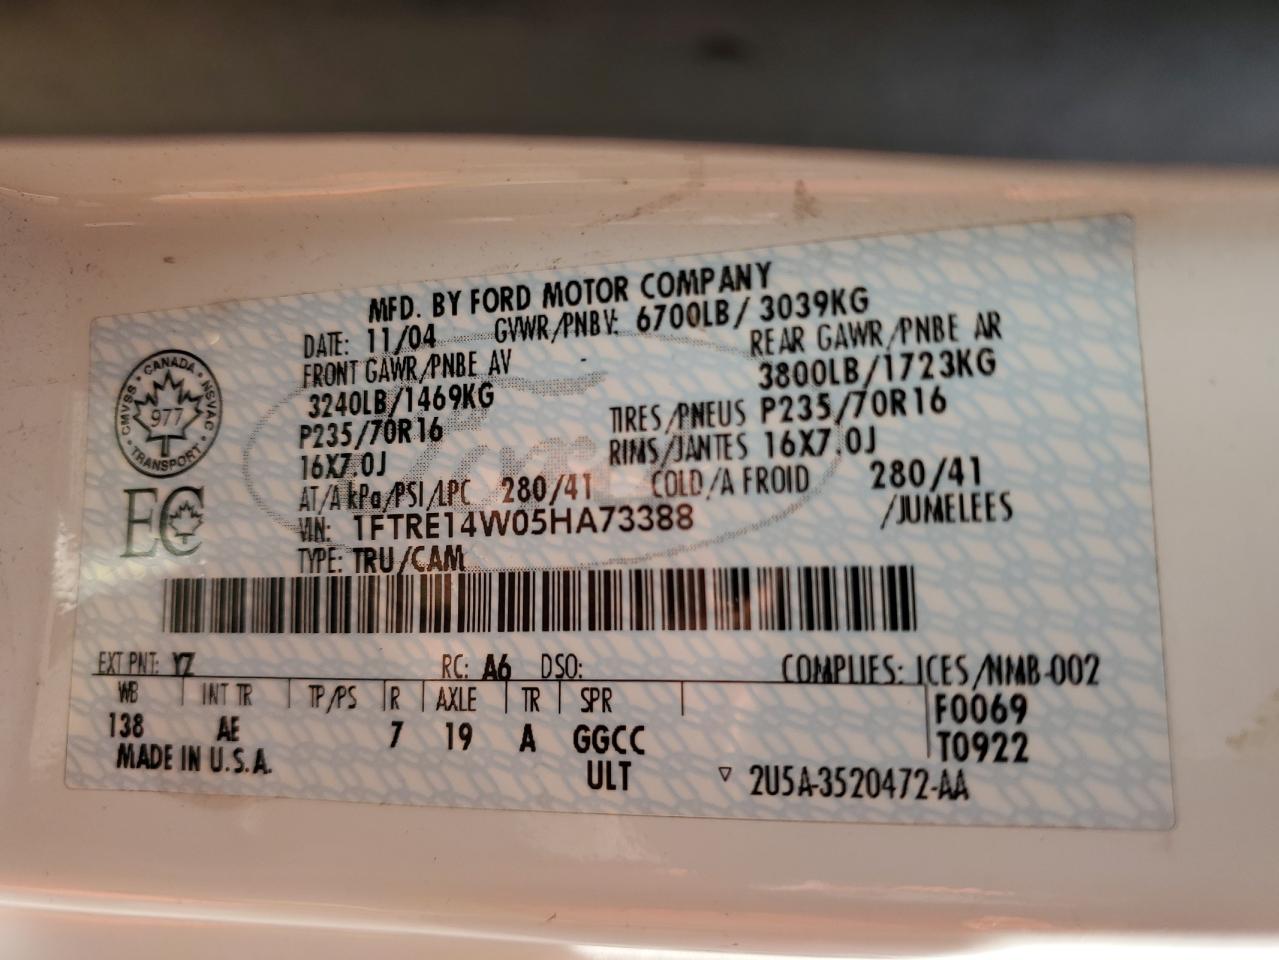 MFD. BY FORD MOTOR COMPANY
DATE: 11/04 GVWR/PNBV: 6700LB/3039KG
FRONT GAWR/PNBE AV REAR GAWR/PNBE AR
3240LB/1469KG 3800LB/1723KG
P235/70R16 TIRES/PNEUS P235/70R16
16X7.0J RIMS/JANTES 16X7.0J
AT/A kPa/PSI/LPC 280/41 COLD/A FROID 280/41
VIN: 1FTRE14W05HA73388 /JUMELEES
TYPE: TRU/CAM
CANADA NSVAC TRANSPORT CMVSS
977
EC
EXT PNT: YZ RC: A6 DSO: COMPLIES: ICES/NMB-002
WB INT TR TP/PS R AXLE TR SPR F0069
138 AE 7 19 A GGCC T0922
MADE IN U.S.A. ULT ▽ 2U5A-3520472-AA
Ford